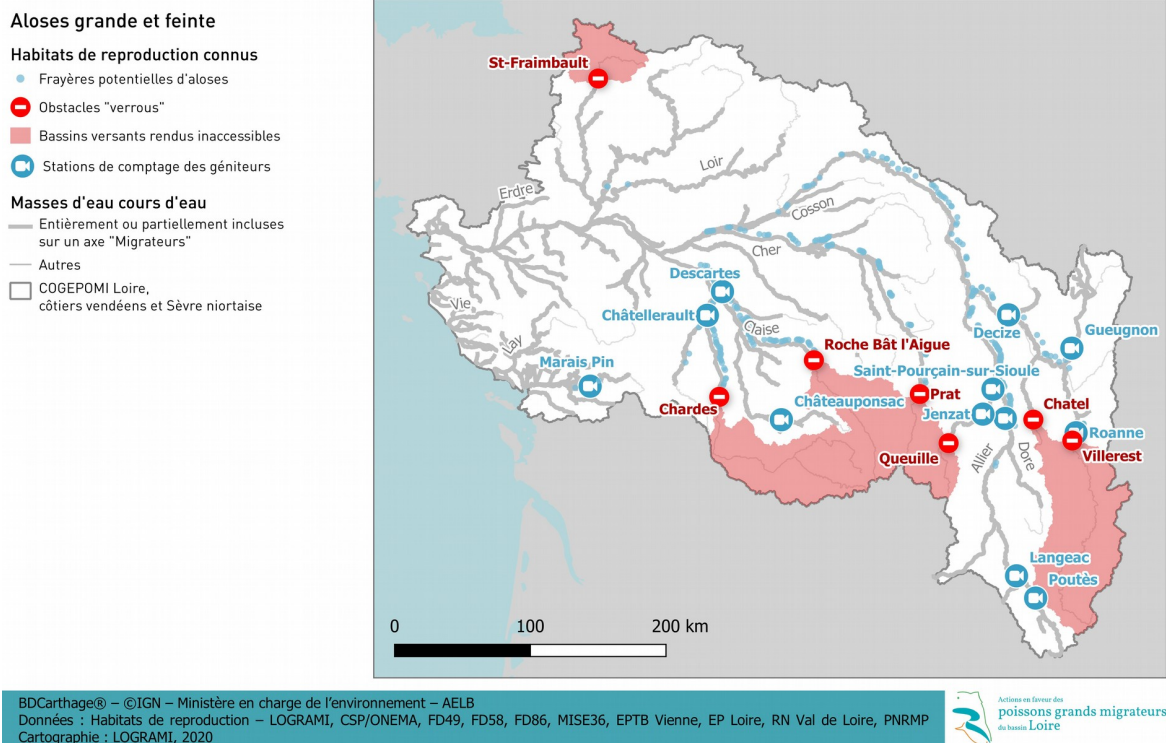 Aloses grande et feinte
Habitats de reproduction connus
Frayères potentielles d'aloses
Obstacles "verrous"
Bassins versants rendus inaccessibles
Stations de comptage des géniteurs
Masses d'eau cours d'eau
Entièrement ou partiellement incluses
sur un axe "Migrateurs"
Autres
COGEPOMI Loire,
côtiers vendéens et Sèvre niortaise
St-Fraimbault
Loir
Erdre
Cosson
Cher
Descartes
Châtellerault
Claise
Vie
Lay
Marais Pin
Decize
Gueugnon
Roche Bât l'Aigue
Saint-Pourçain-sur-Sioule
Chardes
Châteauponsac
Prat
Jenzat
Chatel
Roanne
Villerest
Queuille
Allier
Dore
Langeac
Poutès
0 100 200 km
BDCarthage® – ©IGN – Ministère en charge de l'environnement – AELB
Données : Habitats de reproduction – LOGRAMI, CSP/ONEMA, FD49, FD58, FD86, MISE36, EPTB Vienne, EP Loire, RN Val de Loire, PNRMP
Cartographie : LOGRAMI, 2020
Actions en faveur des
poissons grands migrateurs
du bassin Loire